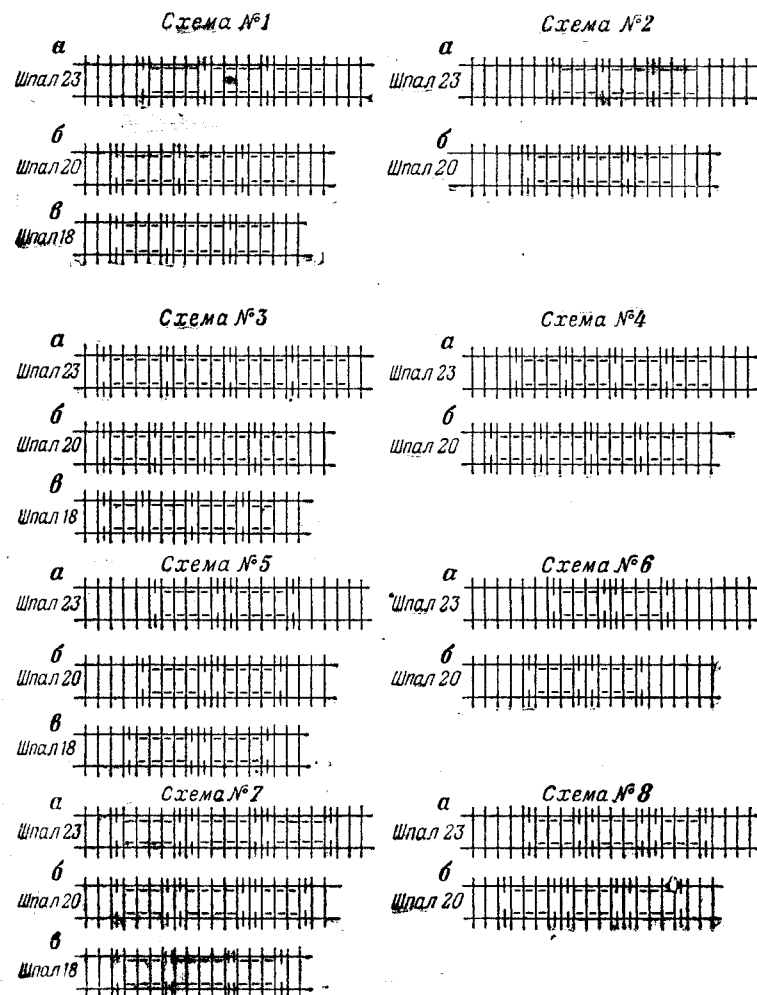 Схема №1
а
Шпал 23
б
Шпал 20
в
Шпал 18
Схема №2
а
Шпал 23
б
Шпал 20
Схема №3
а
Шпал 23
б
Шпал 20
в
Шпал 18
Схема №4
а
Шпал 23
б
Шпал 20
Схема №5
а
Шпал 23
б
Шпал 20
в
Шпал 18
Схема №6
а
Шпал 23
б
Шпал 20
Схема №7
а
Шпал 23
б
Шпал 20
в
Шпал 18
Схема №8
а
Шпал 23
б
Шпал 20